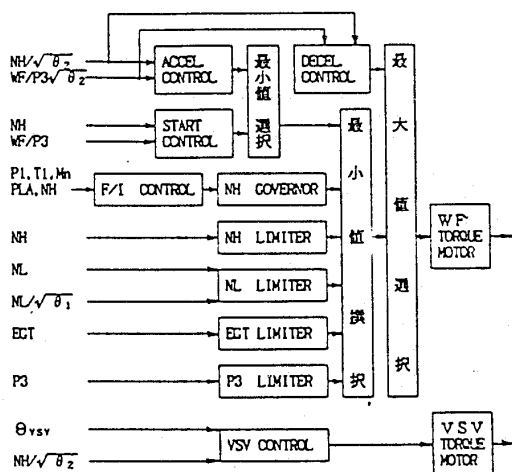 NH/√θ2
WF/P3√θ2
ACCEL
CONTROL
最小値選択
DECEL
CONTROL
最大値選択
NH
WF/P3
START
CONTROL
最小値撰択
P1,T1,Mn
PLA,NH
F/I CONTROL
NH GOVERNOR
NH
NH LIMITER
WF
TORQUE
MOTOR
NL
NL/√θ1
NL LIMITER
EGT
EGT LIMITER
P3
P3 LIMITER
θVSV
NH/√θ2
VSV CONTROL
VSV
TORQUE
MOTOR